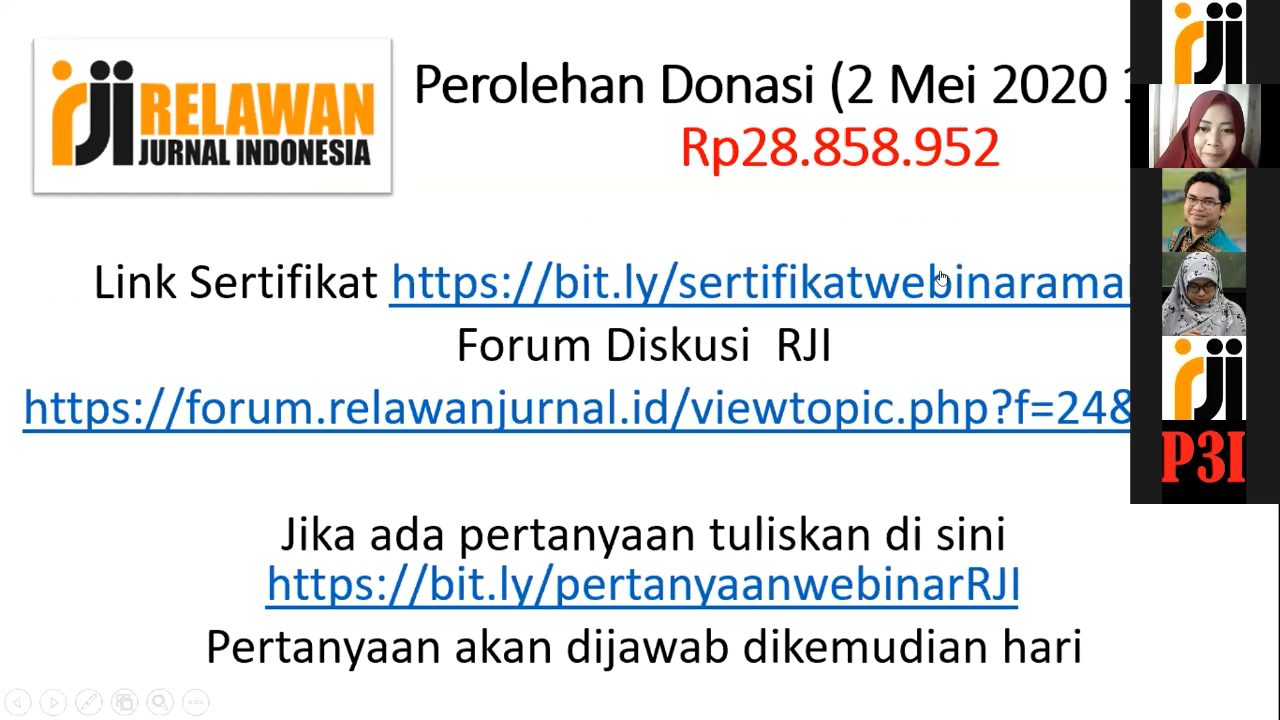 RELAWAN
JURNAL INDONESIA
Perolehan Donasi (2 Mei 2020
Rp28.858.952
Link Sertifikat https://bit.ly/sertifikatwebinarama
Forum Diskusi RJI
https://forum.relawanjurnal.id/viewtopic.php?f=24&
P3I
Jika ada pertanyaan tuliskan di sini
https://bit.ly/pertanyaanwebinarRJI
Pertanyaan akan dijawab dikemudian hari